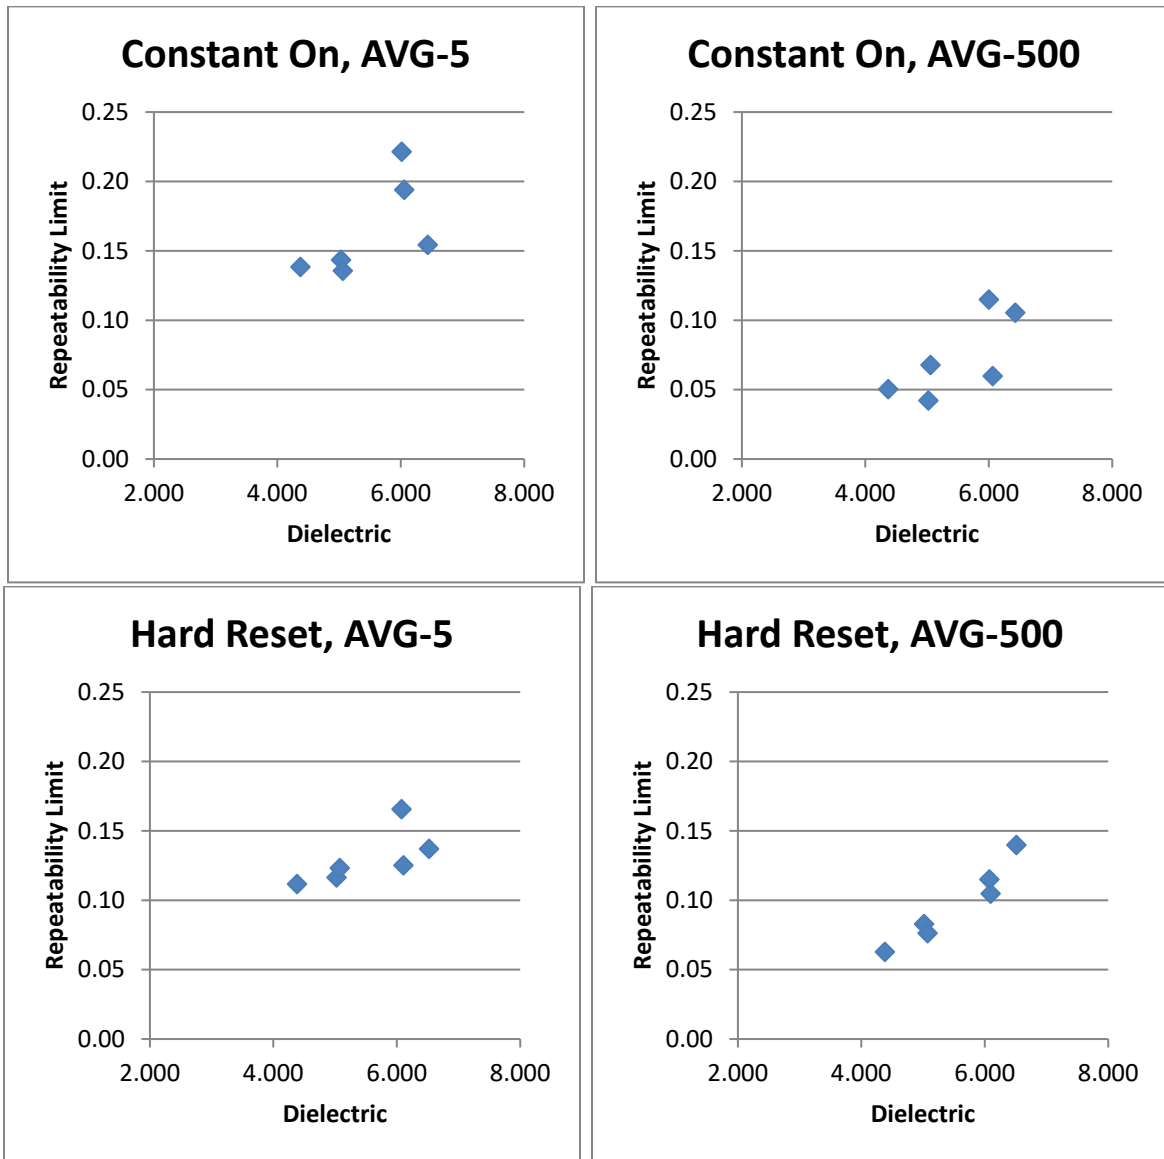 Constant On, AVG-5
0.25
0.20
0.15
0.10
0.05
0.00
2.000 4.000 6.000 8.000
Repeatability Limit
Dielectric
Constant On, AVG-500
0.25
0.20
0.15
0.10
0.05
0.00
2.000 4.000 6.000 8.000
Repeatability Limit
Dielectric
Hard Reset, AVG-5
0.25
0.20
0.15
0.10
0.05
0.00
2.000 4.000 6.000 8.000
Repeatability Limit
Dielectric
Hard Reset, AVG-500
0.25
0.20
0.15
0.10
0.05
0.00
2.000 4.000 6.000 8.000
Repeatability Limit
Dielectric